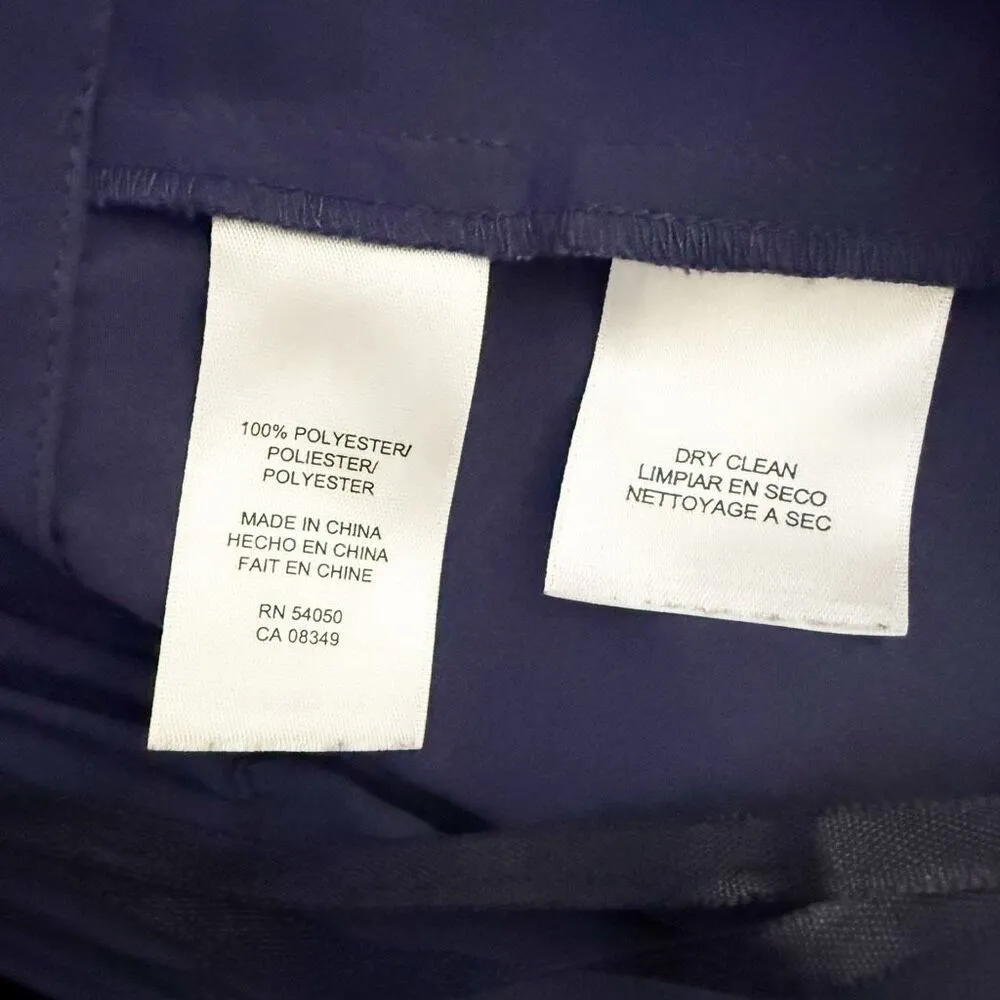 100% POLYESTER/
POLIESTER/
POLYESTER
MADE IN CHINA
HECHO EN CHINA
FAIT EN CHINE
RN 54050
CA 08349
DRY CLEAN
LIMPIAR EN SECO
NETTOYAGE A SEC